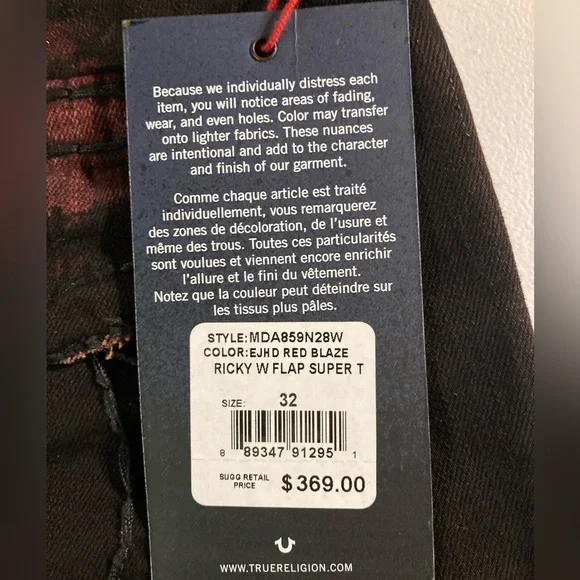 Because we individually distress each
item, you will notice areas of fading,
wear, and even holes. Color may transfer
onto lighter fabrics. These nuances
are intentional and add to the character
and finish of our garment.
Comme chaque article est traité
individuellement, vous remarquerez
des zones de décoloration, de l'usure et
même des trous. Toutes ces particularités
sont voulues et viennent encore enrichir
l'allure et le fini du vêtement.
Notez que la couleur peut déteindre sur
les tissus plus pâles.
STYLE:MDA859N28W
COLOR:EJHD RED BLAZE
RICKY W FLAP SUPER T
SIZE: 32
8 89347 91295 1
SUGG RETAIL
PRICE $369.00
WWW.TRUERELIGION.COM